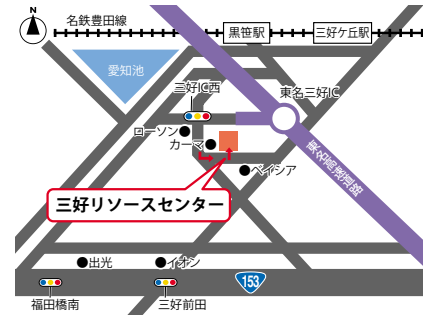 N
名鉄豊田線
黒笹駅
三好ケ丘駅
愛知池
三好IC西
東名三好IC
ローソン
カーマ
ベイシア
東名高速道路
三好リソースセンター
出光
イオン
153
福田橋南
三好前田